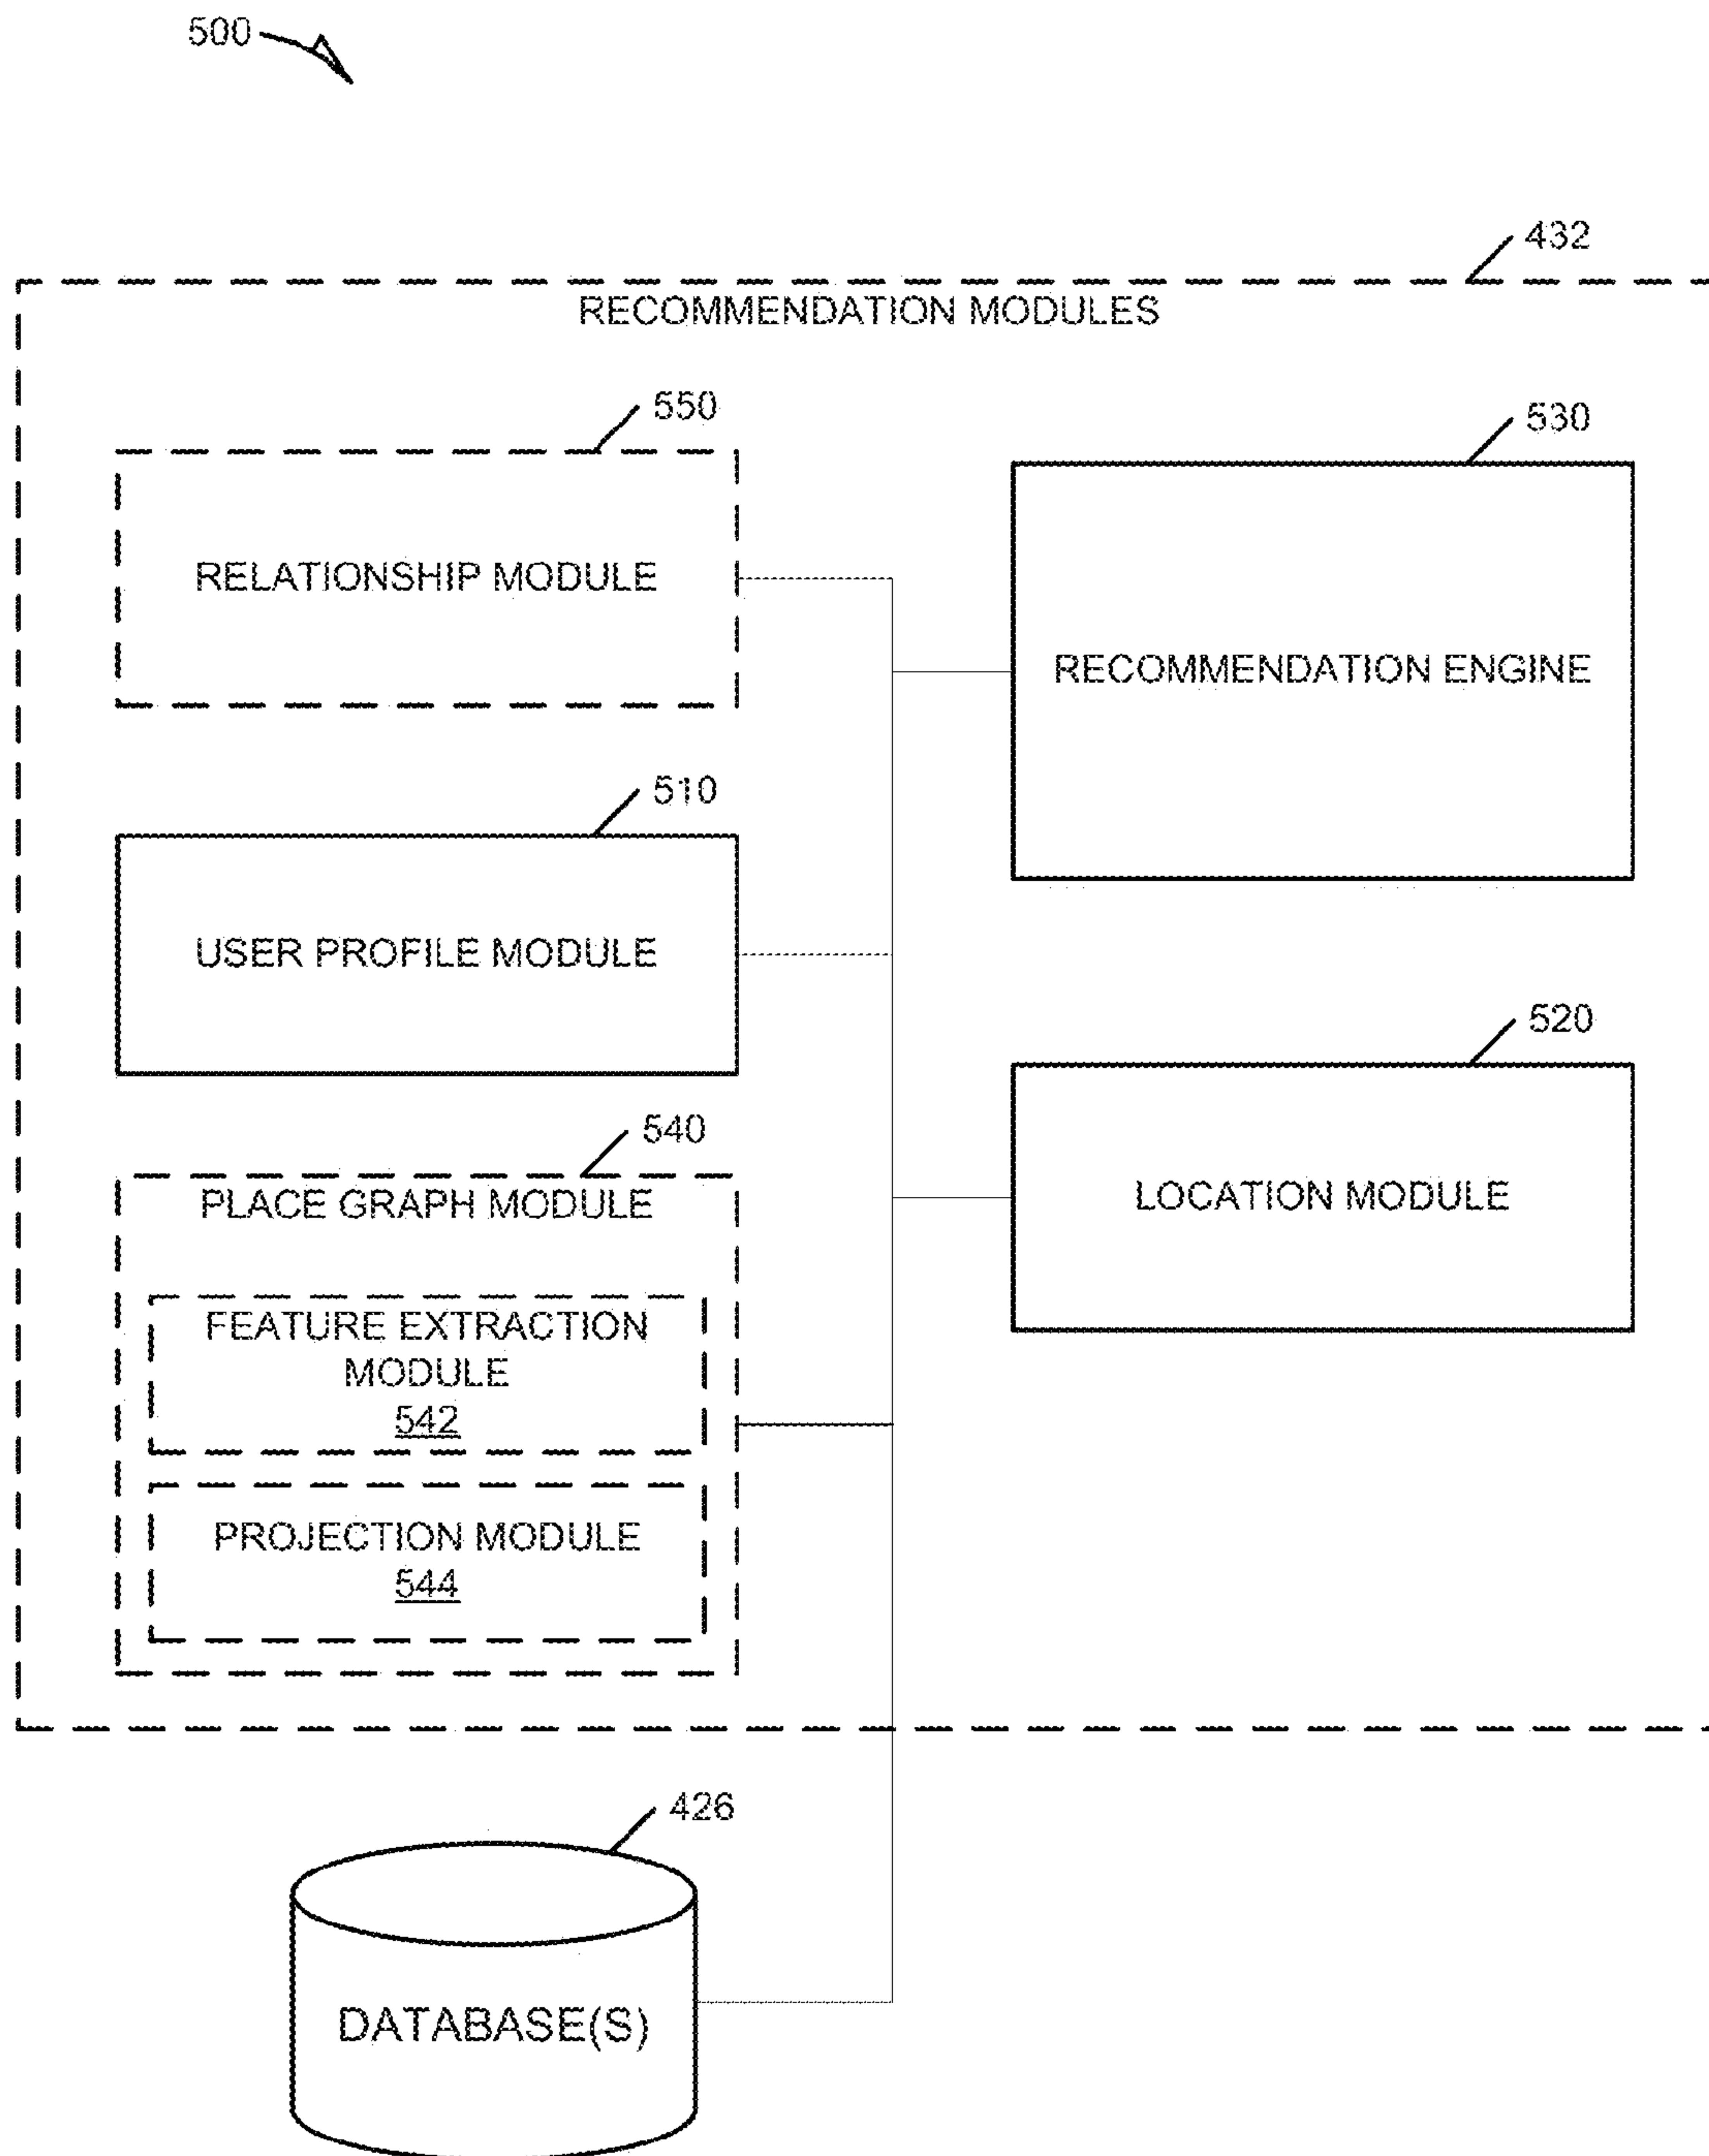 500
432
RECOMMENDATION MODULES
550
RELATIONSHIP MODULE
530
RECOMMENDATION ENGINE
510
USER PROFILE MODULE
520
LOCATION MODULE
540
PLACE GRAPH MODULE
FEATURE EXTRACTION
MODULE
542
PROJECTION MODULE
544
426
DATABASE(S)